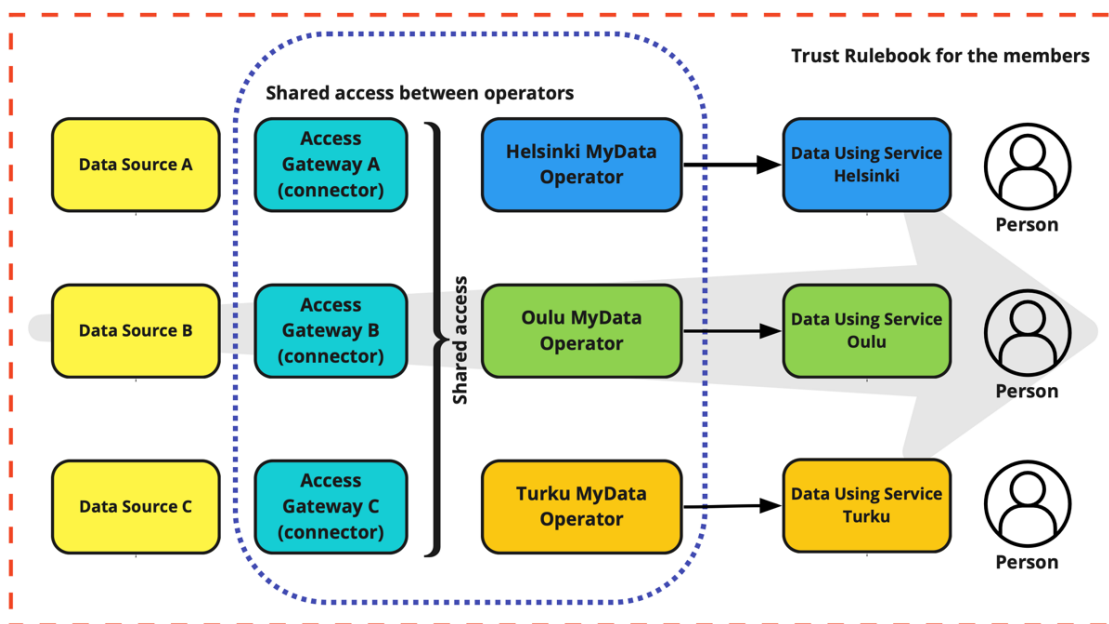 Trust Rulebook for the members
Shared access between operators
Data Source A
Access
Gateway A
(connector)
Helsinki MyData
Operator
Data Using Service
Helsinki
Person
Data Source B
Access
Gateway B
(connector)
Shared access
Oulu MyData
Operator
Data Using Service
Oulu
Person
Data Source C
Access
Gateway C
(connector)
Turku MyData
Operator
Data Using Service
Turku
Person